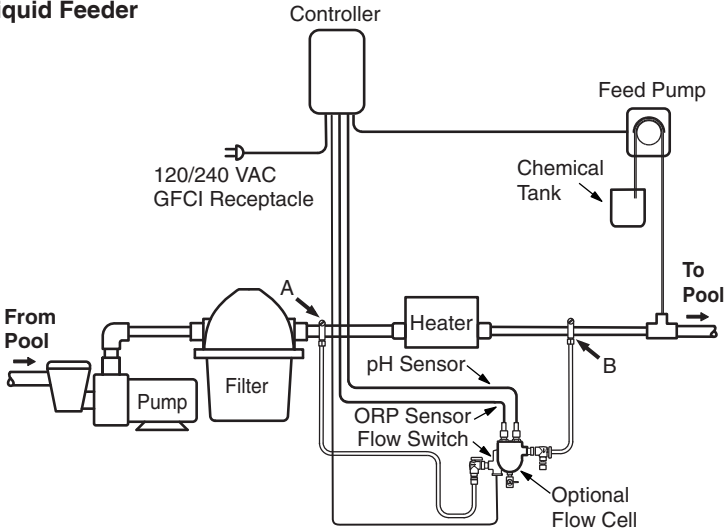 iquid Feeder
Controller
Feed Pump
120/240 VAC
GFCI Receptacle
Chemical
Tank
To
Pool
A
From
Pool
Heater
B
pH Sensor
Filter
Pump
ORP Sensor
Flow Switch
Optional
Flow Cell